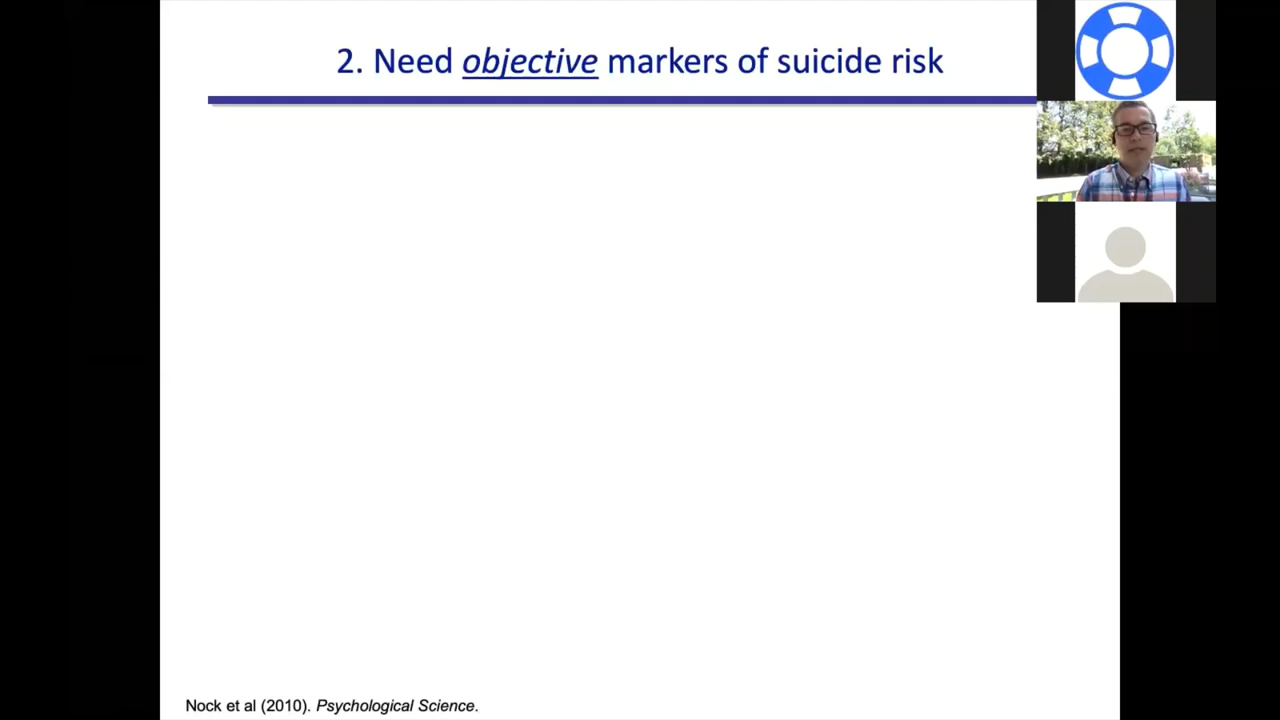 2. Need objective markers of suicide risk
Nock et al (2010). Psychological Science.